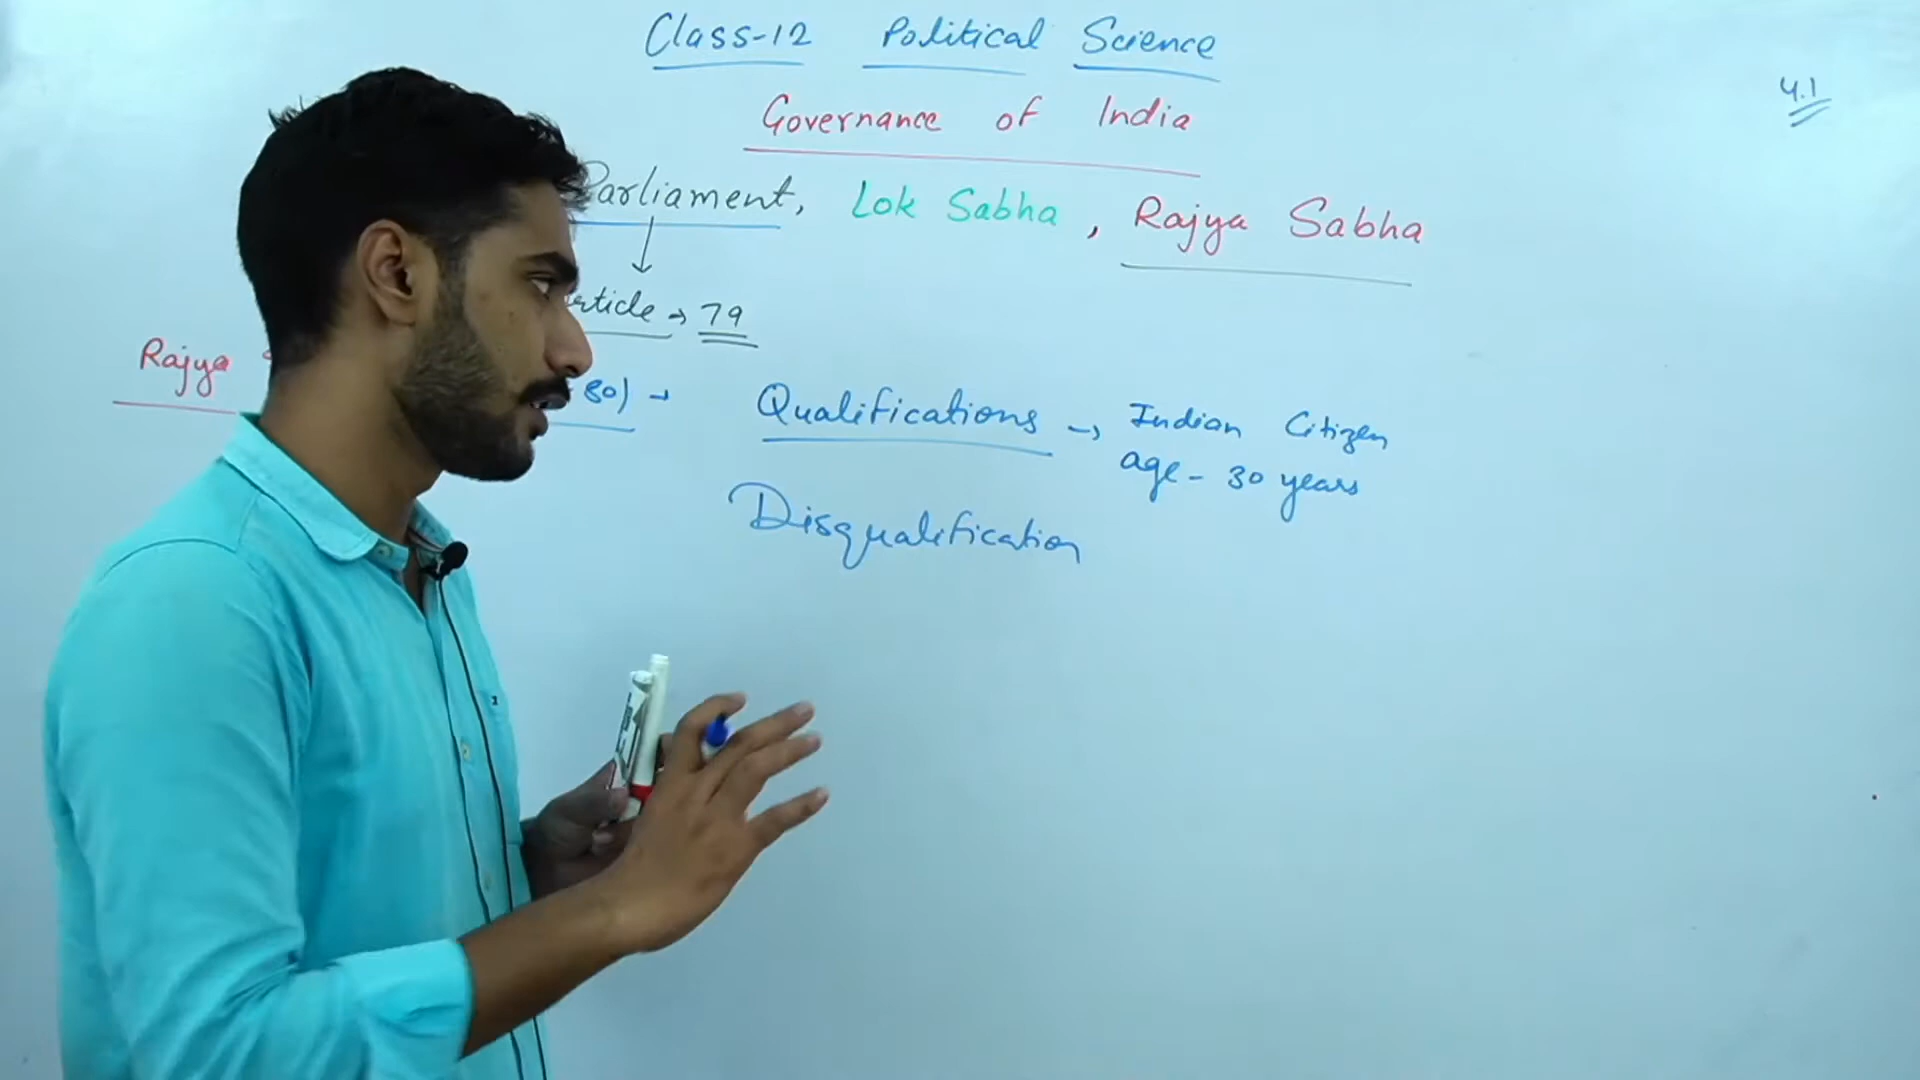 Class-12 Political Science
4.1
Governance of India
Parliament, Lok Sabha, Rajya Sabha
↓
rticle → 79
Rajya
80) → Qualifications → Indian Citizen
age - 30 years
Disqualification